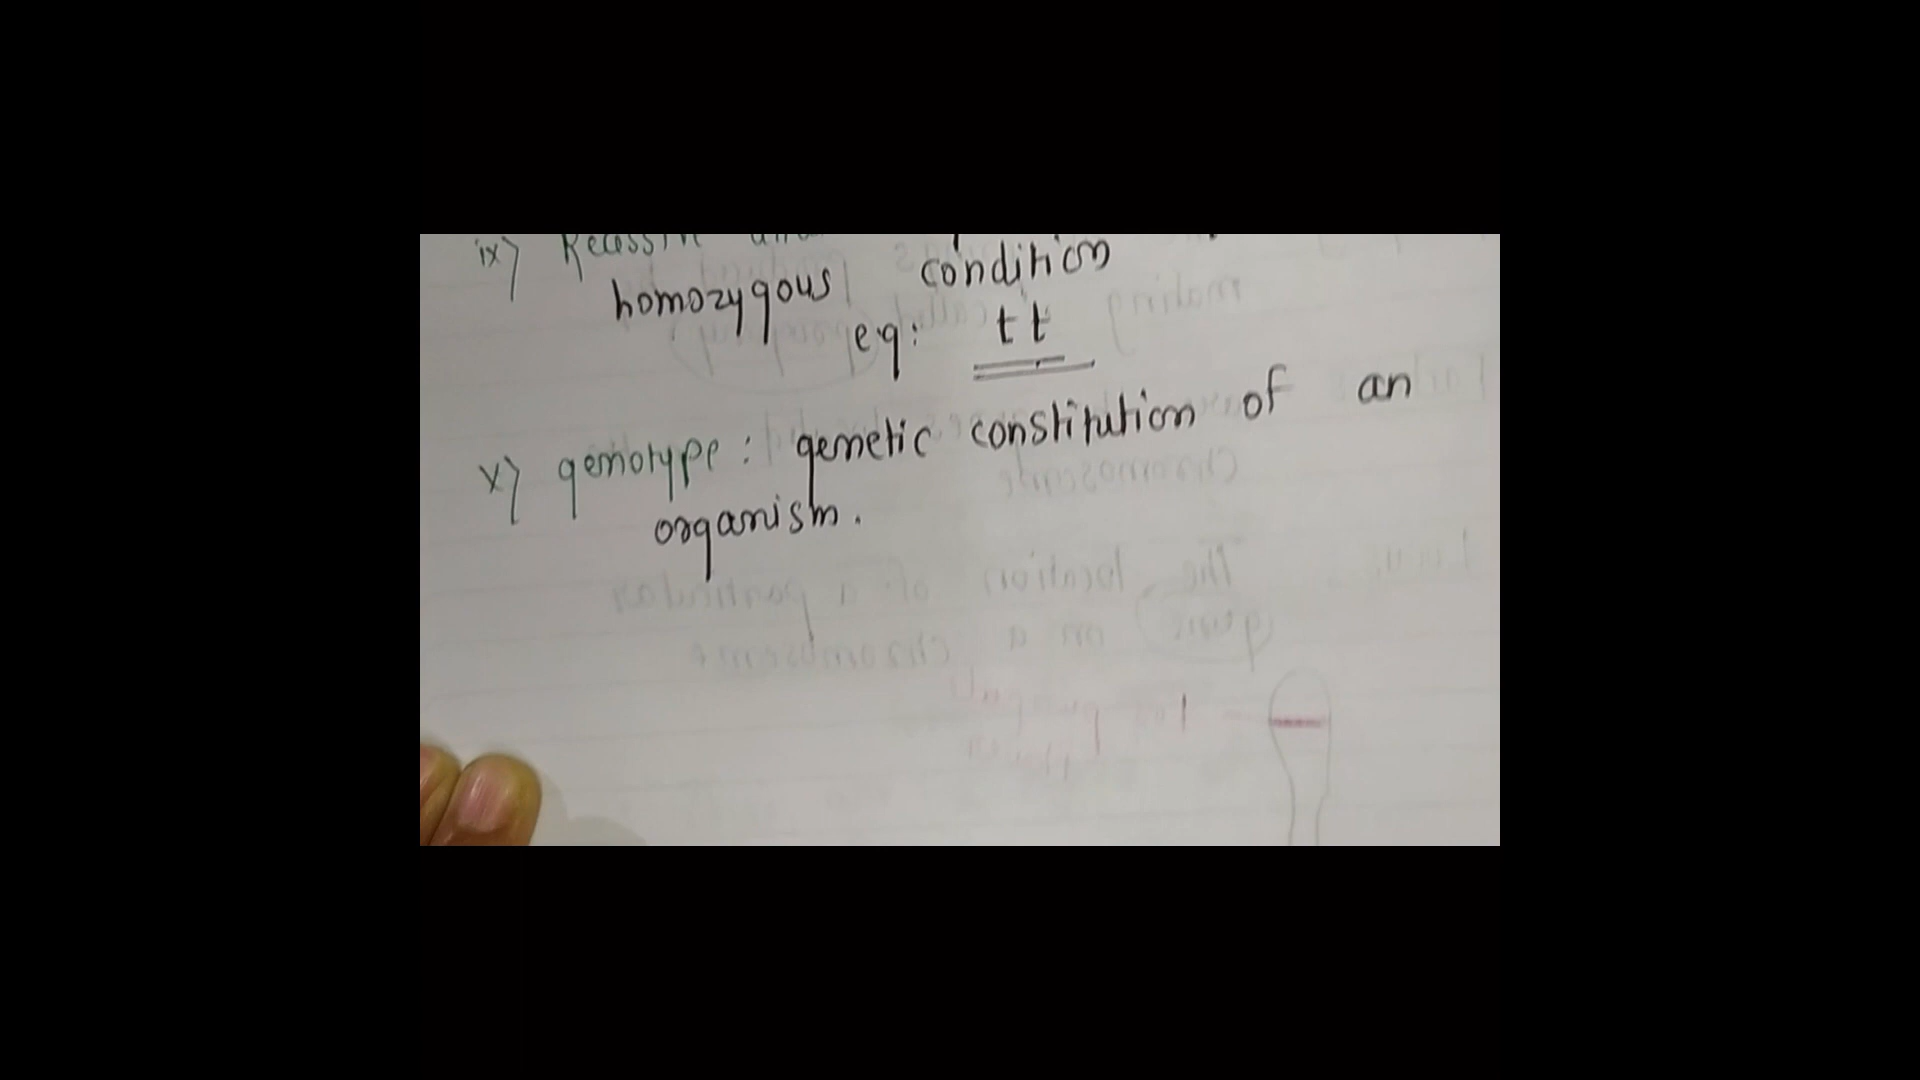 ix)
homozygous condition
eg: tt
x) genotype: genetic constitution of an
organism.